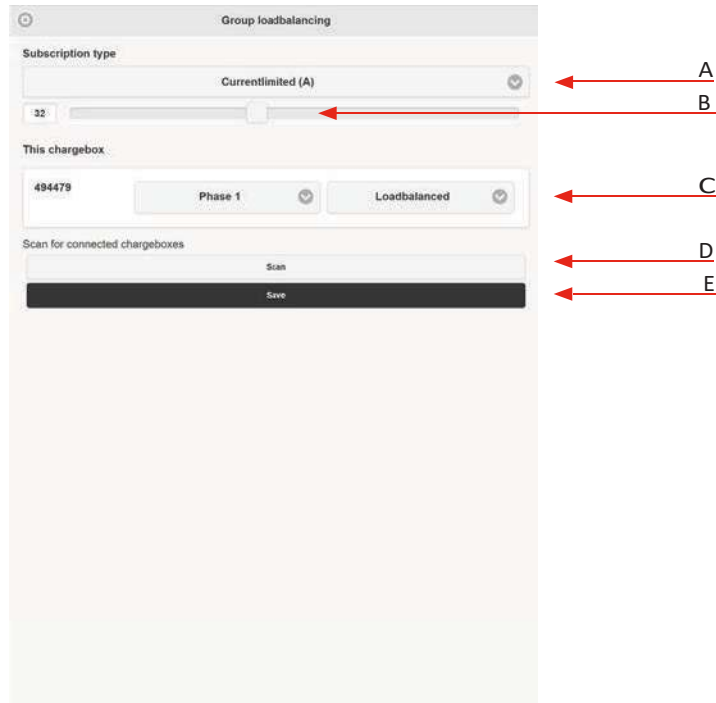 Group loadbalancing
Subscription type
Currentlimited (A)
A
32
B
This chargebox
494479 Phase 1 Loadbalanced
C
Scan for connected chargeboxes
D
Scan
Save
E